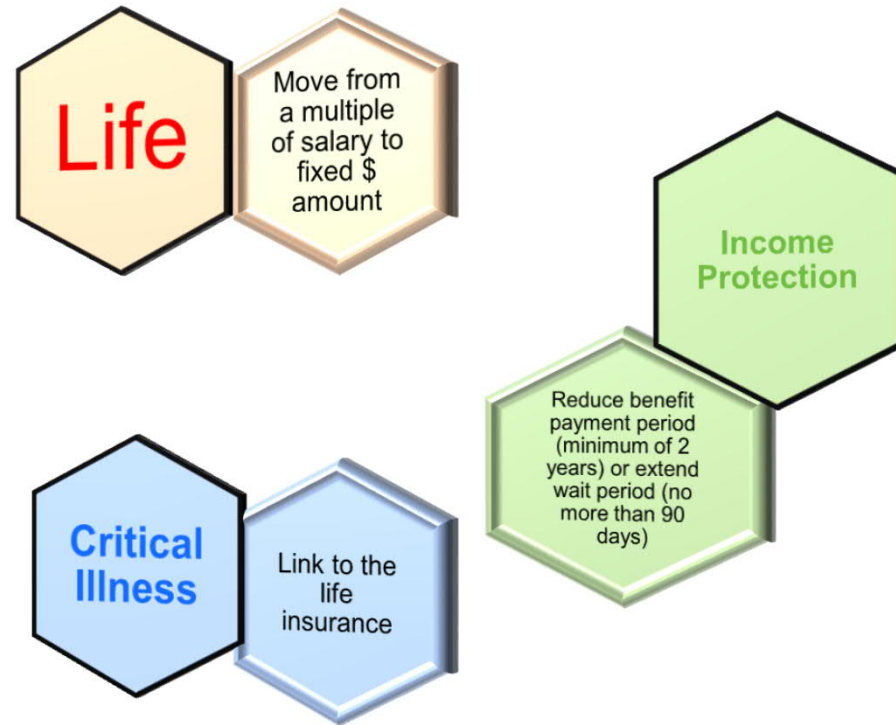 Life
Move from
a multiple
of salary to
fixed $
amount
Income
Protection
Reduce benefit
payment period
(minimum of 2
years) or extend
wait period (no
more than 90
days)
Critical
Illness
Link to the
life
insurance